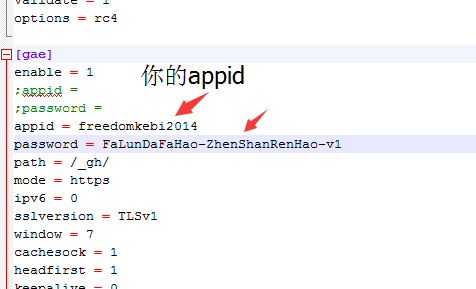 validate = 1
options = rc4
[gae]
enable = 1
你的appid
;appid =
;password =
appid = freedomkebi2014
password = FaLunDaFaHao-ZhenShanRenHao-v1
path = /_gh/
mode = https
ipv6 = 0
sslversion = TLSv1
window = 7
cachesock = 1
headfirst = 1
keepalive = 0